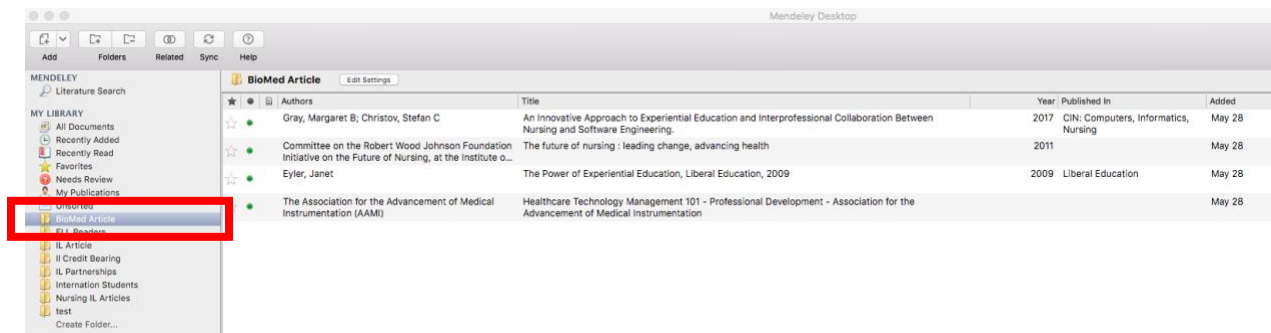 Mendeley Desktop
Add Folders Related Sync Help
MENDELEY
Literature Search
MY LIBRARY
All Documents
Recently Added
Recently Read
Favorites
Needs Review
My Publications
Unsorted
BioMed Article
ELL Readers
IL Article
Il Credit Bearing
IL Partnerships
Internation Students
Nursing IL Articles
test
Create Folder...
BioMed Article Edit Settings
Authors Title Year Published In Added
Gray, Margaret B; Christov, Stefan C An Innovative Approach to Experiential Education and Interprofessional Collaboration Between 2017 CIN: Computers, Informatics, May 28
Nursing and Software Engineering. Nursing
Committee on the Robert Wood Johnson Foundation The future of nursing : leading change, advancing health 2011 May 28
Initiative on the Future of Nursing, at the Institute o...
Eyler, Janet The Power of Experiential Education, Liberal Education, 2009 2009 Liberal Education May 28
The Association for the Advancement of Medical Healthcare Technology Management 101 - Professional Development - Association for the May 28
Instrumentation (AAMI) Advancement of Medical Instrumentation